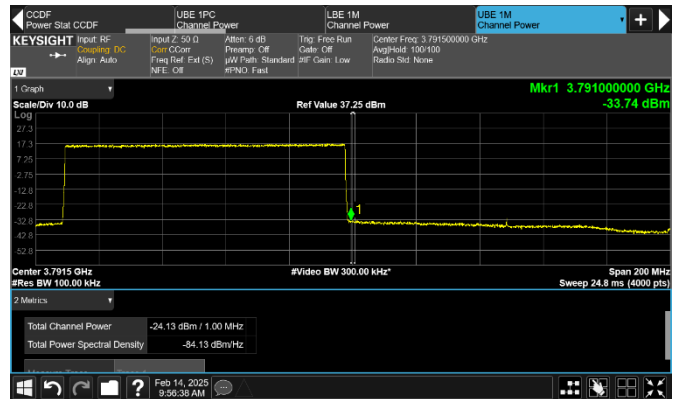 CCDF
Power Stat CCDF
UBE 1PC
Channel Power
LBE 1M
Channel Power
UBE 1M
Channel Power
KEYSIGHT
Input: RF
Coupling: DC
Align: Auto
Input Z: 50 Ω
Corr CCorr
Freq Ref: Ext (S)
NFE: Off
Atten: 6 dB
Preamp: Off
µW Path: Standard
#PNO: Fast
Trig: Free Run
Gate: Off
#IF Gain: Low
Center Freq: 3.791500000 GHz
Avg|Hold: 100/100
Radio Std: None
LXI
1 Graph
Scale/Div 10.0 dB
Ref Value 37.25 dBm
Mkr1 3.791000000 GHz
-33.74 dBm
Log
27.3
17.3
7.25
-2.75
-12.8
-22.8
-32.8
-42.8
-52.8
1
Center 3.7915 GHz
#Video BW 300.00 kHz*
Span 200 MHz
#Res BW 100.00 kHz
Sweep 24.8 ms (4000 pts)
2 Metrics
Total Channel Power -24.13 dBm / 1.00 MHz
Total Power Spectral Density -84.13 dBm/Hz
Feb 14, 2025
9:56:38 AM